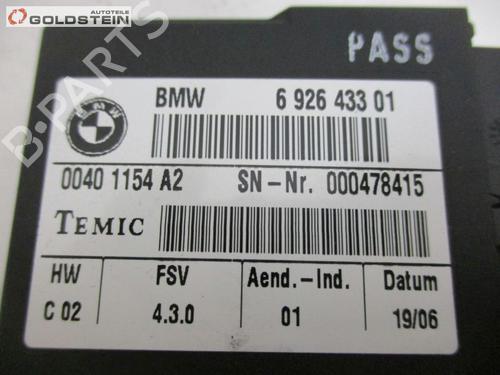 AUTOTEILE
GOLDSTEIN
PASS
B-PARTS
BMW
BMW 6 926 433 01
0040 1154 A2 SN-Nr. 000478415
TEMIC
HW FSV Aend.-Ind. Datum
C 02 4.3.0 01 19/06